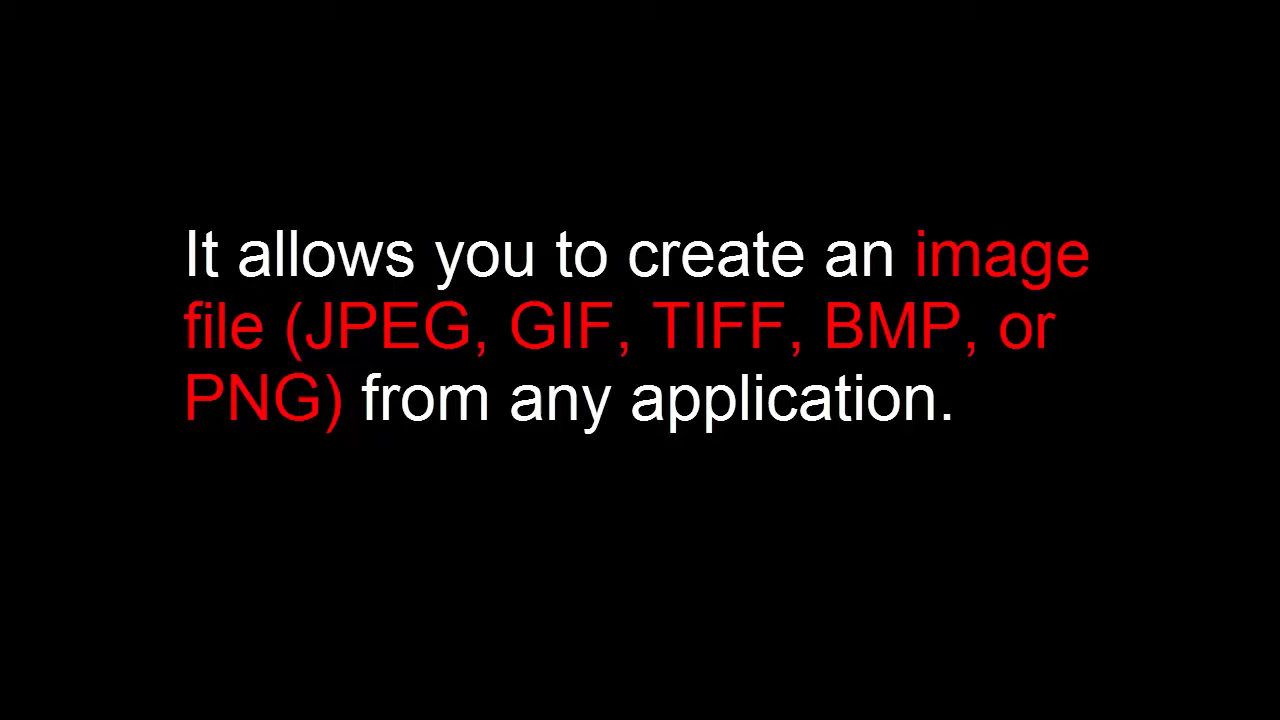 It allows you to create an image
file (JPEG, GIF, TIFF, BMP, or
PNG) from any application.